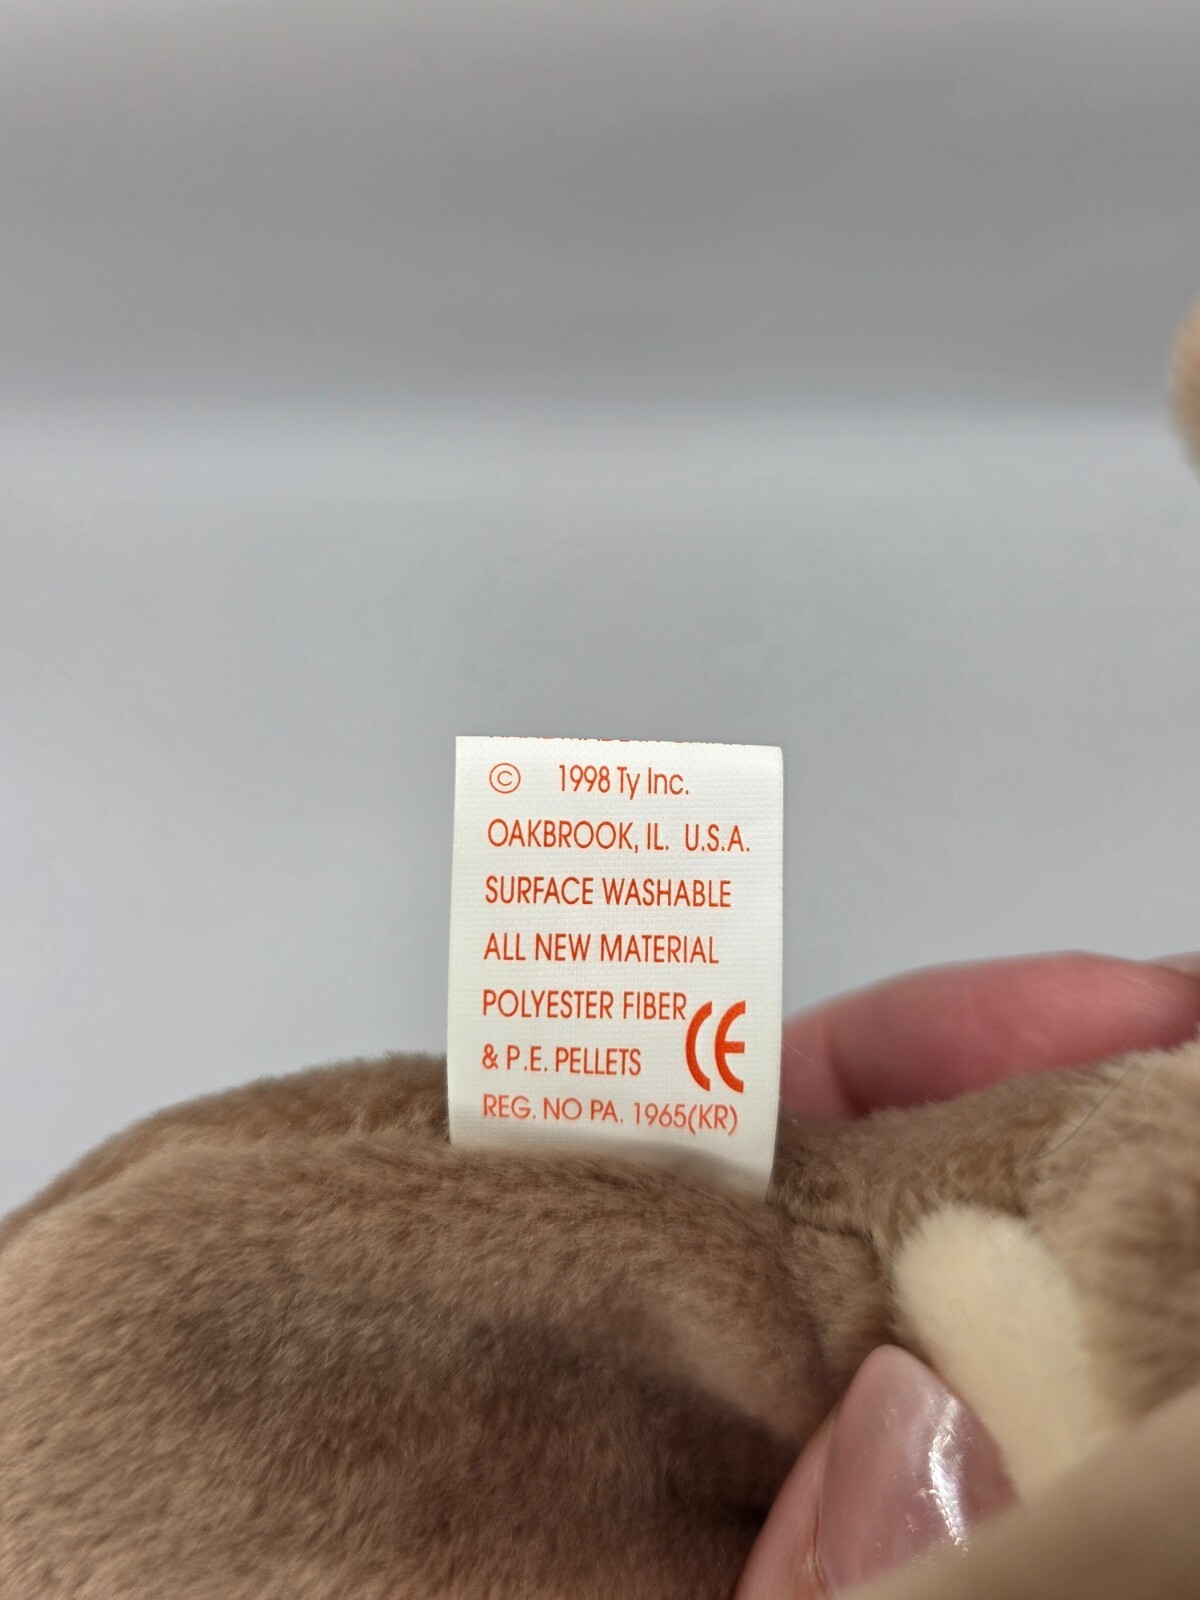 © 1998 Ty Inc.
OAKBROOK, IL. U.S.A.
SURFACE WASHABLE
ALL NEW MATERIAL
POLYESTER FIBER
& P.E. PELLETS CE
REG. NO PA. 1965(KR)